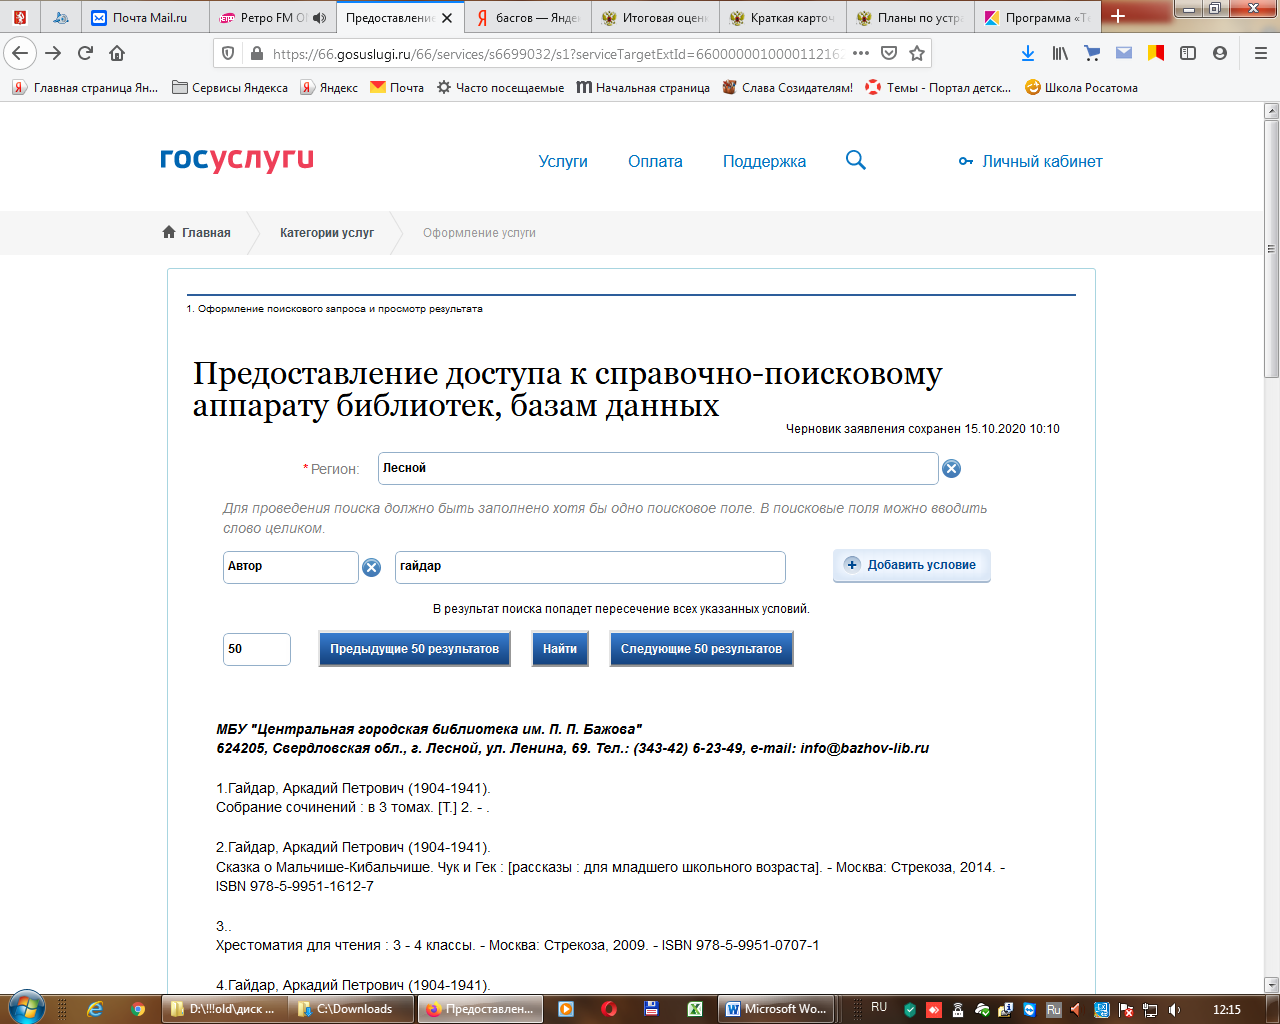 Почта Mail.ru
Ретро FM
Предоставление
басгов — Янде
Итоговая оцен
Краткая карточ
Планы по устра
Программа «Те
https://66.gosuslugi.ru/66/services/s6699032/s1?serviceTargetExtId=
Главная страница Ян...
Сервисы Яндекса
Яндекс
Почта
Часто посещаемые
Начальная страница
Слава Созидателям!
Темы - Портал детск...
Школа Росатома
госуслуги
Услуги
Оплата
Поддержка
Личный кабинет
Главная
Категории услуг
Оформление услуги
1. Оформление поискового запроса и просмотр результата
Предоставление доступа к справочно-поисковому
аппарату библиотек, базам данных
Черновик заявления сохранен 15.10.2020 10:10
* Регион:
Лесной
Для проведения поиска должно быть заполнено хотя бы одно поисковое поле. В поисковые поля можно вводить
слово целиком.
Автор
гайдар
Добавить условие
В результат поиска попадет пересечение всех указанных условий.
50
Предыдущие 50 результатов
Найти
Следующие 50 результатов
МБУ "Центральная городская библиотека им. П. П. Бажова"
624205, Свердловская обл., г. Лесной, ул. Ленина, 69. Тел.: (343-42) 6-23-49, e-mail: info@bazhov-lib.ru
1.Гайдар, Аркадий Петрович (1904-1941).
Собрание сочинений : в 3 томах. [Т.] 2. - .
2.Гайдар, Аркадий Петрович (1904-1941).
Сказка о Мальчише-Кибальчише. Чук и Гек : [рассказы : для младшего школьного возраста]. - Москва: Стрекоза, 2014. -
ISBN 978-5-9951-1612-7
3..
Хрестоматия для чтения : 3 - 4 классы. - Москва: Стрекоза, 2009. - ISBN 978-5-9951-0707-1
4.Гайдар, Аркадий Петрович (1904-1941).
D:\!!!old\диск ...
C:\Downloads
Предоставлен...
Microsoft Wo...
RU
Ru
12:15